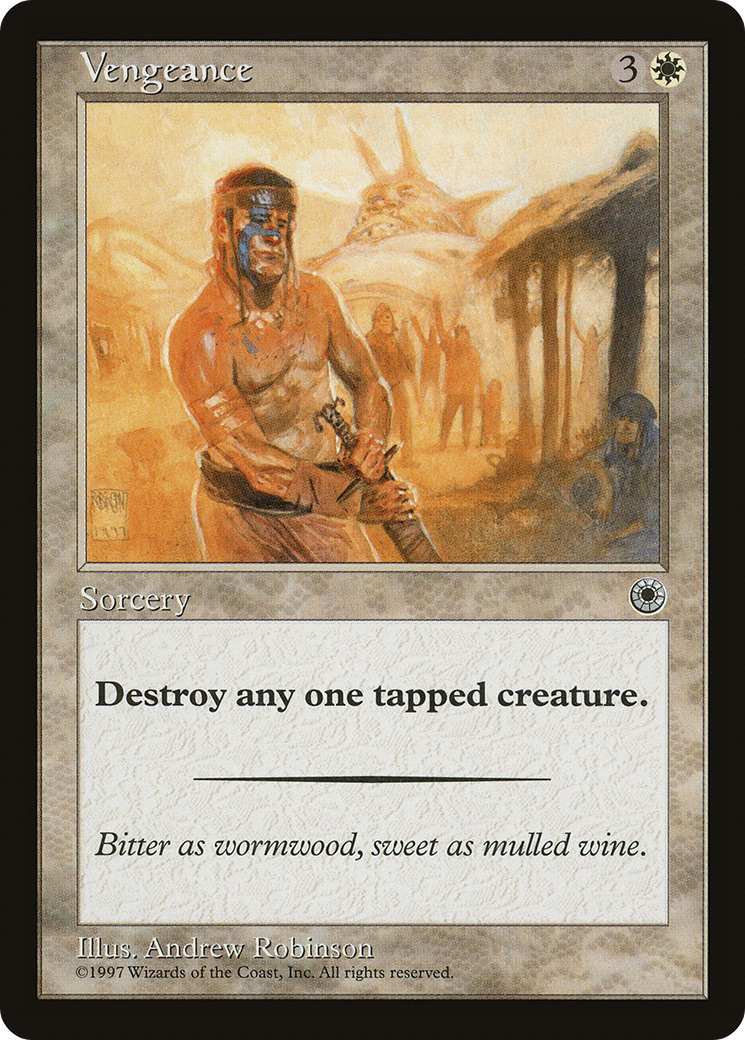 Vengeance
3
Sorcery
Destroy any one tapped creature.
Bitter as wormwood, sweet as mulled wine.
Illus. Andrew Robinson
©1997 Wizards of the Coast, Inc. All rights reserved.